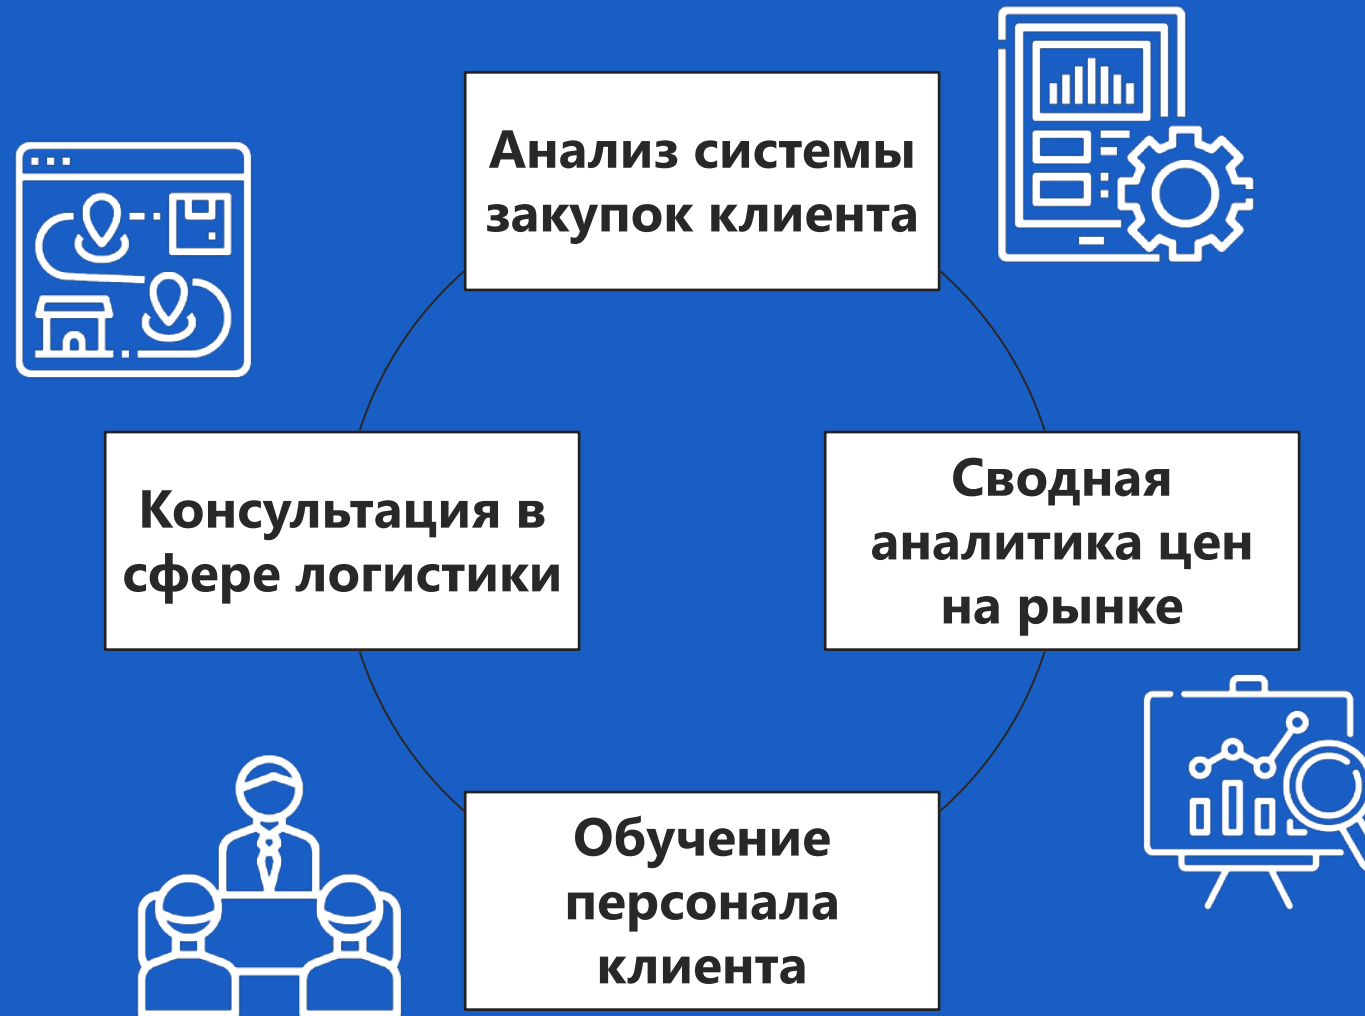 Анализ системы
закупок клиента
Консультация в
сфере логистики
Сводная
аналитика цен
на рынке
Обучение
персонала
клиента